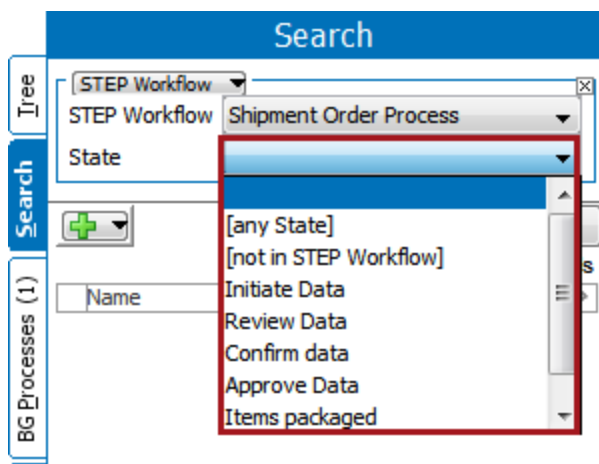 Search
Tree
Search
BG Processes (1)
STEP Workflow
STEP Workflow Shipment Order Process
State
[any State]
[not in STEP Workflow]
Initiate Data
Review Data
Confirm data
Approve Data
Items packaged
Name